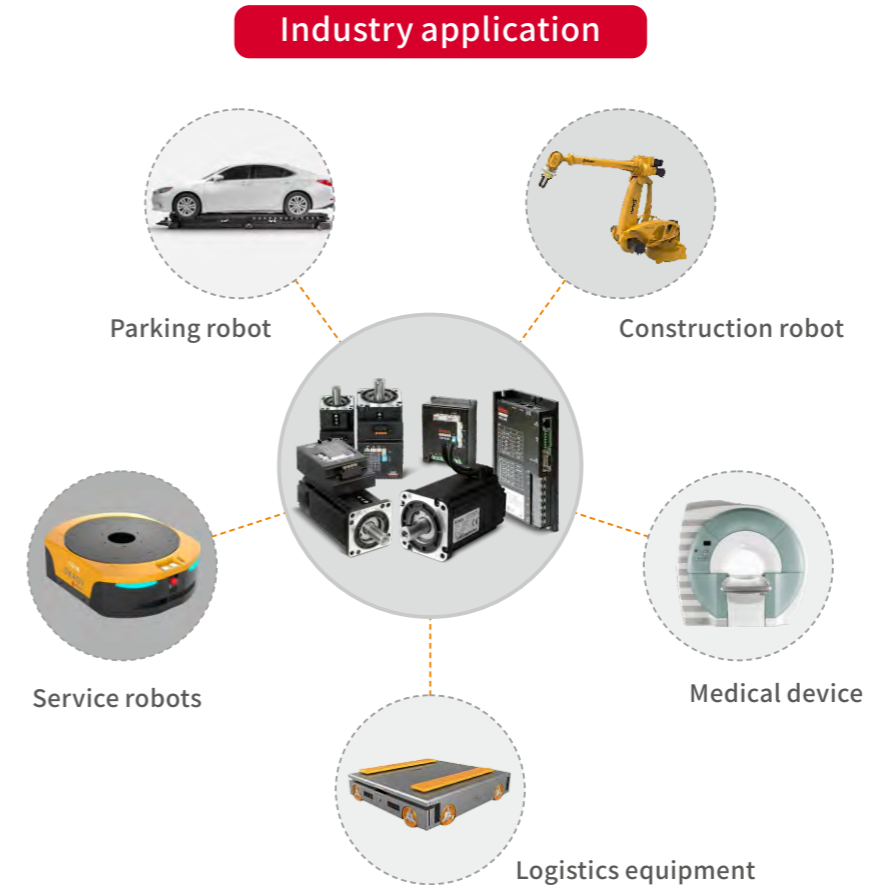 Industry application
Parking robot
Construction robot
Service robots
Medical device
Logistics equipment